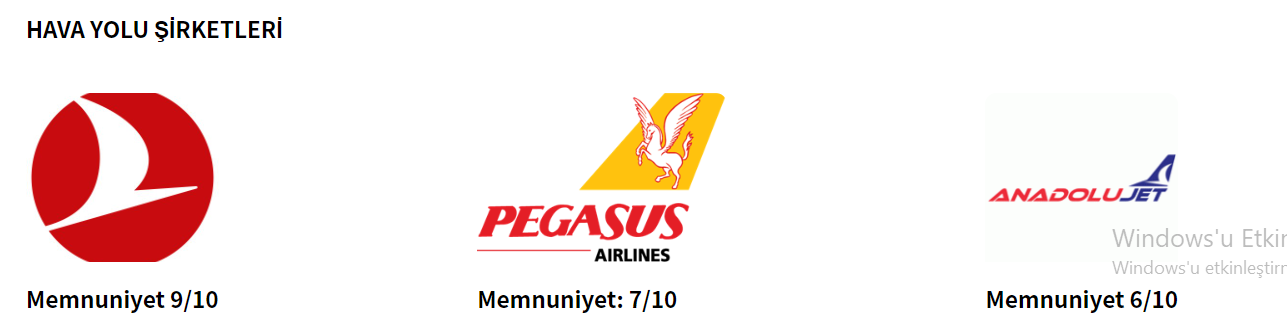 HAVA YOLU ŞİRKETLERİ
PEGASUS
AIRLINES
ANADOLUJET
Windows'u Etkin
Windows'u etkinleştirm
Memnuniyet 9/10
Memnuniyet: 7/10
Memnuniyet 6/10